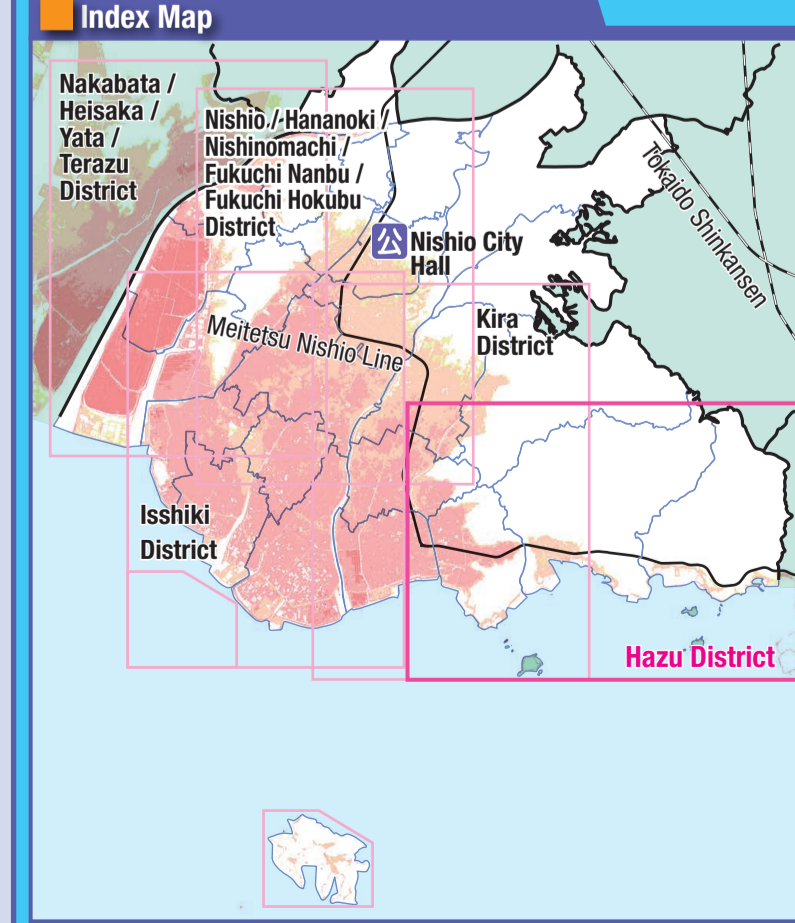 Index Map
Nakabata /
Heisaka /
Yata /
Terazu
District
Nishio / Hananoki /
Nishinomachi /
Fukuchi Nanbu /
Fukuchi Hokubu
District
公
Nishio City
Hall
Tokaido Shinkansen
Kira
District
Meitetsu Nishio Line
Isshiki
District
Hazu District